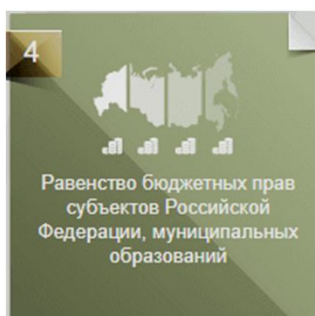 4
Равенство бюджетных прав
субъектов Российской
Федерации, муниципальных
образований